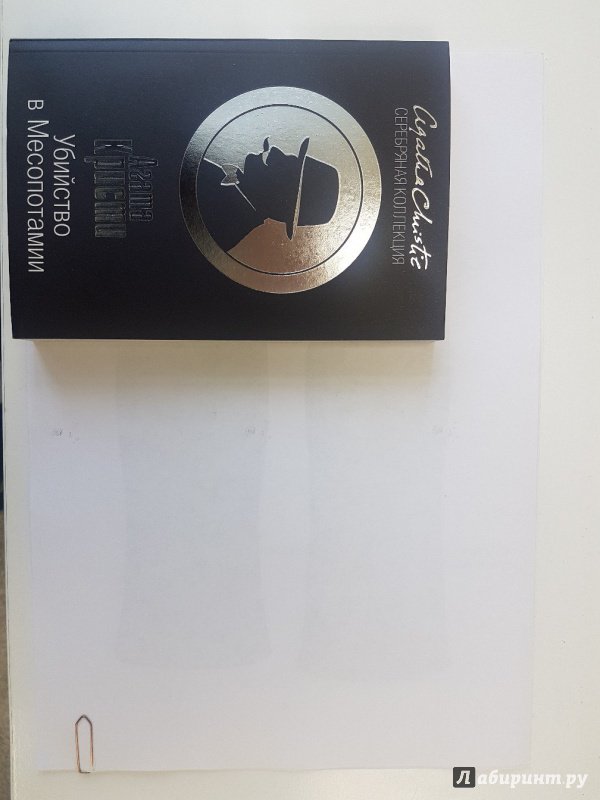 Agatha Christie
СЕРЕБРЯНАЯ КОЛЛЕКЦИЯ
Агата
Кристи
Убийство
в Месопотамии
Лабиринт.ру